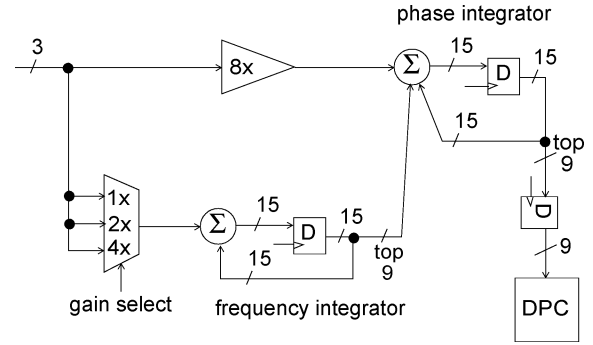 phase integrator
3
8x
Σ
15
D
15
15
top
9
1x
2x
4x
Σ
15
D
15
15
top
9
D
9
gain select
frequency integrator
DPC